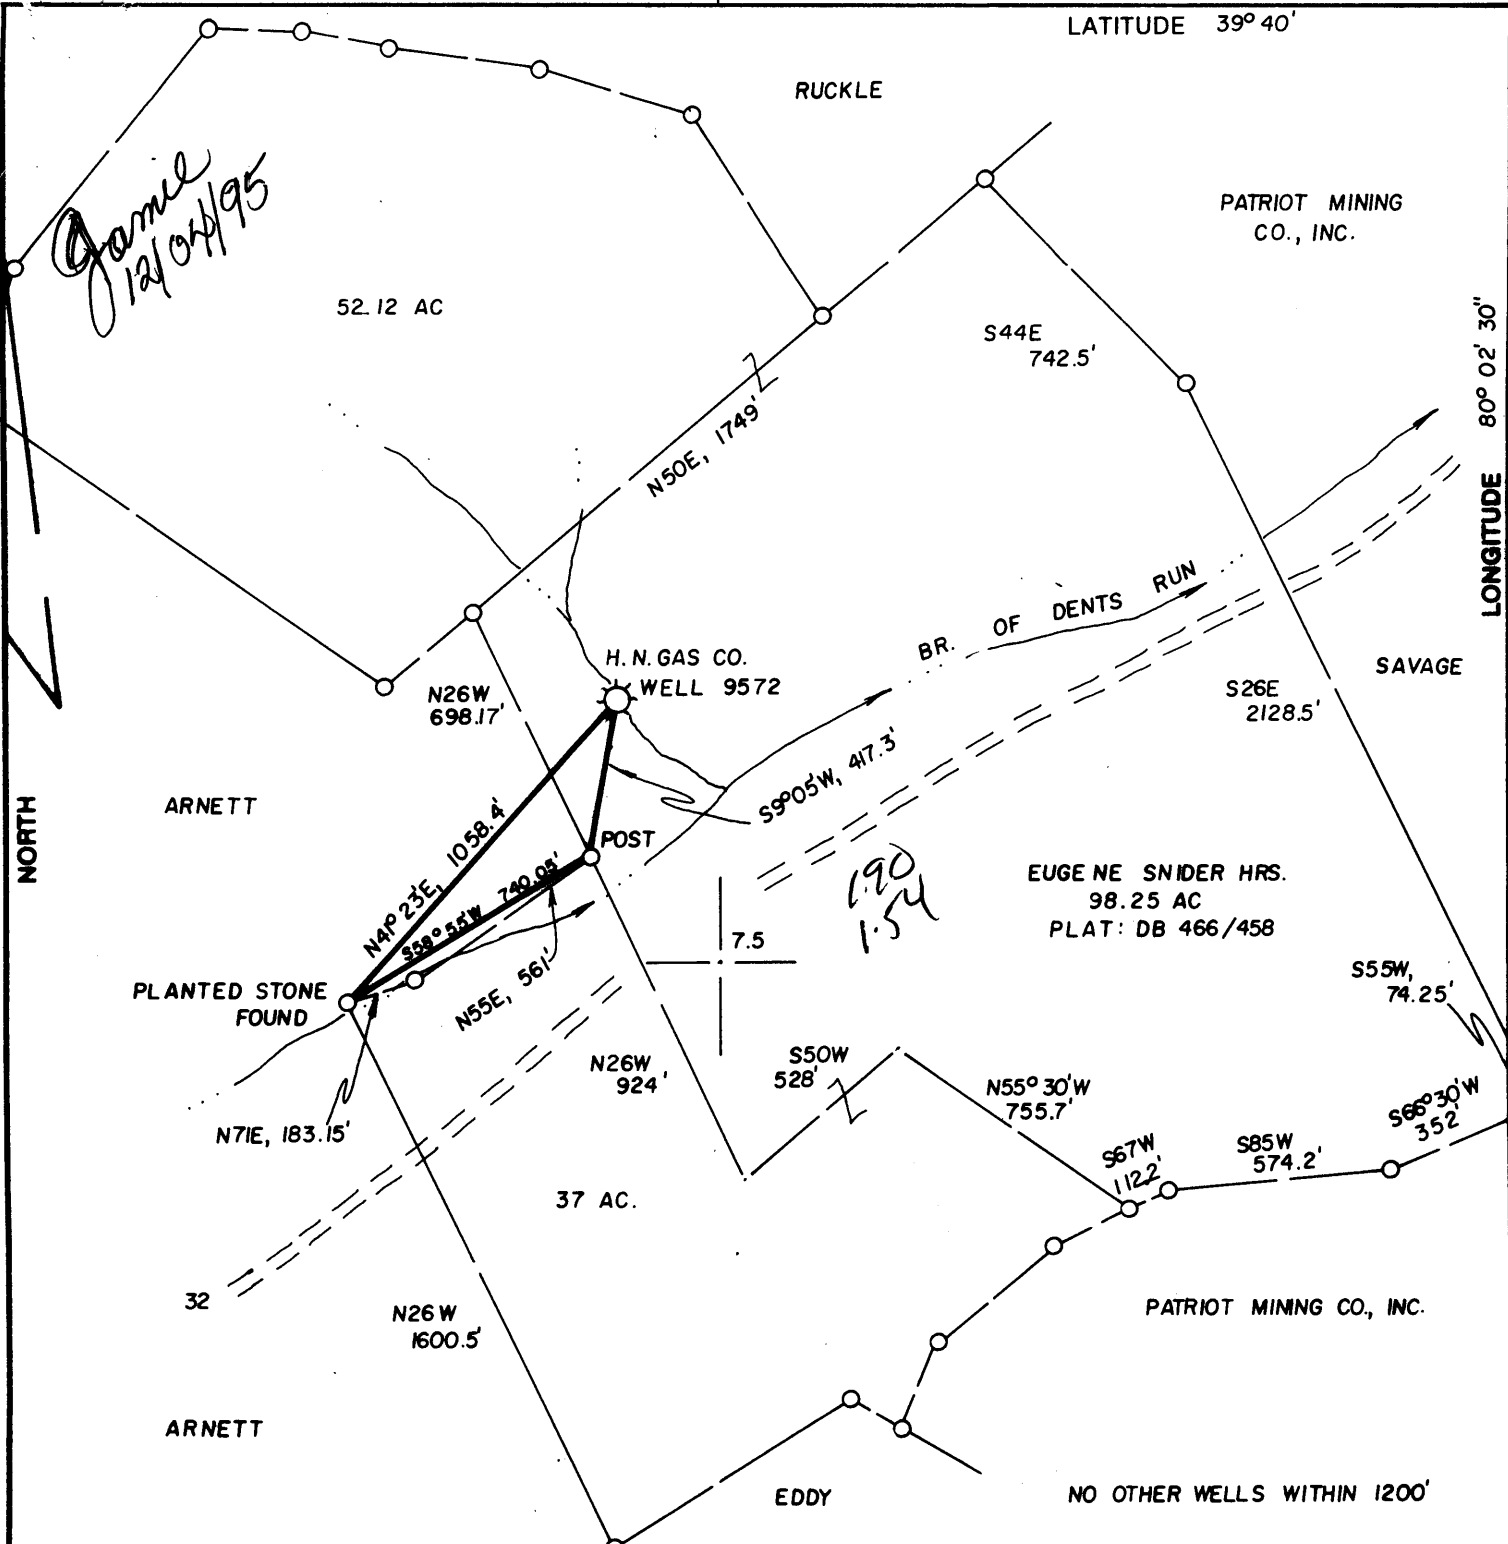 LATITUDE 39° 40'
RUCKLE
Jamie
12/04/95
PATRIOT MINING
CO., INC.
52.12 AC
S44E
742.5'
LONGITUDE 80° 02' 30"
N50E, 1749'
BR. OF DENTS RUN
H. N. GAS CO.
WELL 9572
SAVAGE
N26W
698.17'
S26E
2128.5'
S9°05'W, 417.3'
NORTH
ARNETT
N41° 23'E, 1058.4'
POST
S58° 55'W 740.05'
EUGENE SNIDER HRS.
98.25 AC
PLAT: DB 466/458
1.90
1.54
7.5
PLANTED STONE
FOUND
N55E, 561'
S55W,
74.25'
N26W
924'
S50W
528'
N55° 30'W
755.7'
S66°30'W
352'
N71E, 183.15'
S67W
112.2'
S85W
574.2'
37 AC.
32
N26W
1600.5'
PATRIOT MINING CO., INC.
ARNETT
EDDY
NO OTHER WELLS WITHIN 1200'